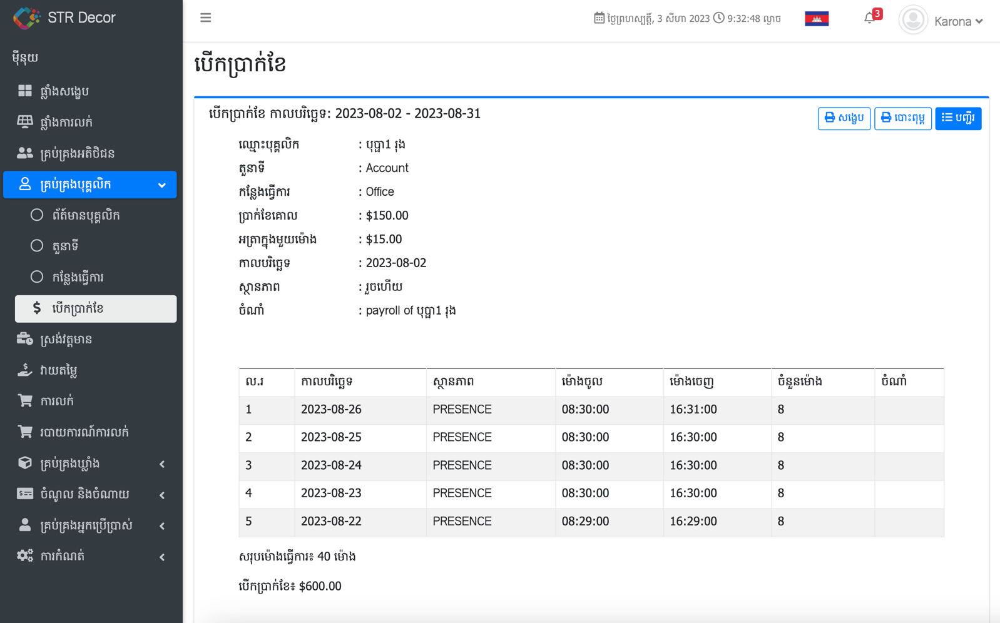 STR Decor
ថ្ងៃព្រហស្បត្តិ៍, 3 សីហា 2023 9:32:48 ល្ងាច
3
Karona
ម៉ឺនុយ
ផ្ទាំងសង្ខេប
ផ្ទាំងការលក់
គ្រប់គ្រងអតិថិជន
គ្រប់គ្រងបុគ្គលិក
ព័ត៍មានបុគ្គលិក
តួនាទី
កន្លែងធ្វើការ
បើកប្រាក់ខែ
ស្រង់វត្តមាន
វាយតម្លៃ
ការលក់
របាយការណ៍ការលក់
គ្រប់គ្រងឃ្លាំង
ចំណូល និងចំណាយ
គ្រប់គ្រងអ្នកប្រើប្រាស់
ការកំណត់
បើកប្រាក់ខែ
បើកប្រាក់ខែ កាលបរិច្ឆេទ: 2023-08-02 - 2023-08-31
សង្ខេប
បោះពុម្ព
បញ្ជីរ
ឈ្មោះបុគ្គលិក : បុប្ផា1 រុង
តួនាទី : Account
កន្លែងធ្វើការ : Office
ប្រាក់ខែគោល : $150.00
អត្រាក្នុងមួយម៉ោង : $15.00
កាលបរិច្ឆេទ : 2023-08-02
ស្ថានភាព : រួចហើយ
ចំណាំ : payroll of បុប្ផា1 រុង
ល.រ កាលបរិច្ឆេទ ស្ថានភាព ម៉ោងចូល ម៉ោងចេញ ចំនួនម៉ោង ចំណាំ
1 2023-08-26 PRESENCE 08:30:00 16:31:00 8
2 2023-08-25 PRESENCE 08:30:00 16:30:00 8
3 2023-08-24 PRESENCE 08:30:00 16:30:00 8
4 2023-08-23 PRESENCE 08:30:00 16:30:00 8
5 2023-08-22 PRESENCE 08:29:00 16:29:00 8
សរុបម៉ោងធ្វើការ៖ 40 ម៉ោង
បើកប្រាក់ខែ៖ $600.00